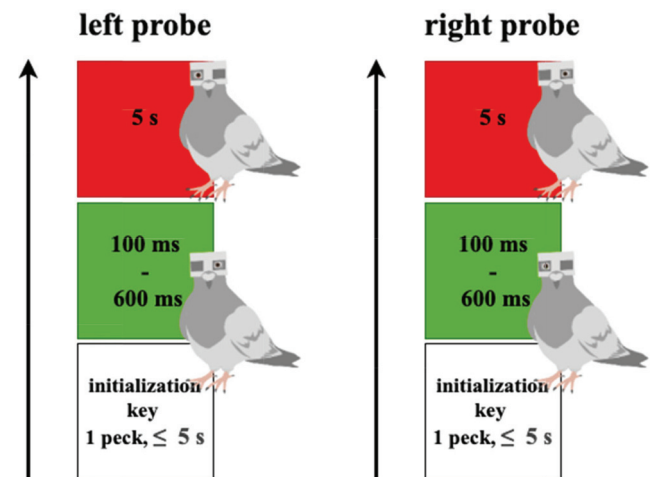 left probe
5 s
100 ms
-
600 ms
initialization
key
1 peck, ≤ 5 s
right probe
5 s
100 ms
-
600 ms
initialization
key
1 peck, ≤ 5 s